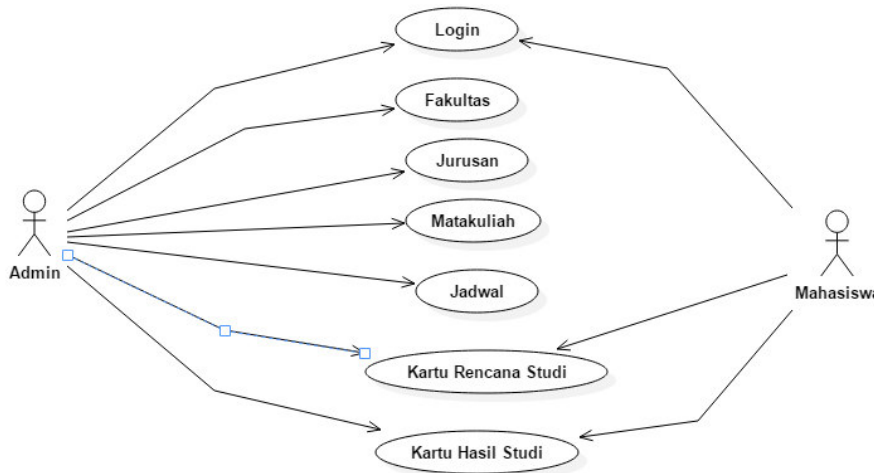 Login
Fakultas
Jurusan
Matakuliah
Admin
Jadwal
Mahasiswa
Kartu Rencana Studi
Kartu Hasil Studi